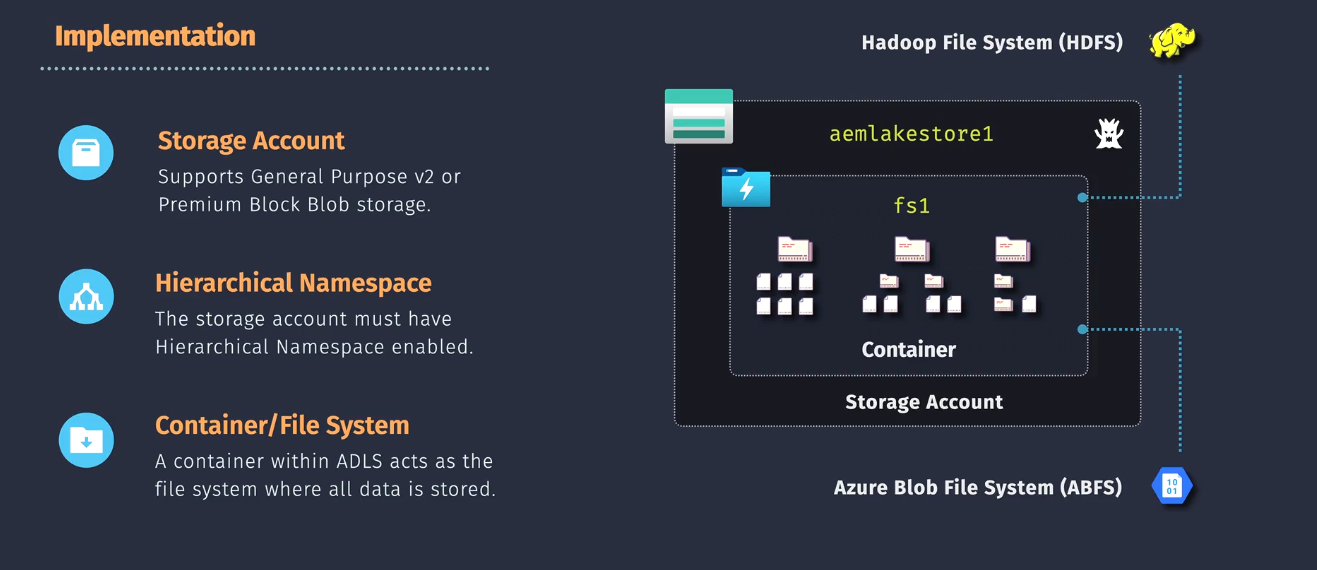 Implementation
Storage Account
Supports General Purpose v2 or
Premium Block Blob storage.
Hierarchical Namespace
The storage account must have
Hierarchical Namespace enabled.
Container/File System
A container within ADLS acts as the
file system where all data is stored.
Hadoop File System (HDFS)
aemlakestore1
fs1
Container
Storage Account
Azure Blob File System (ABFS)
10
01